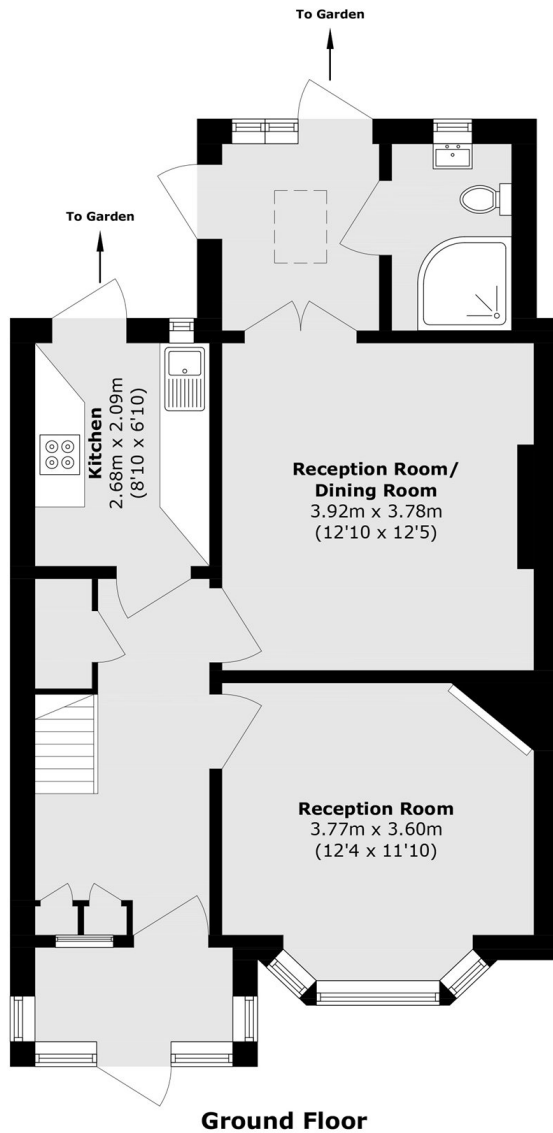 To Garden
To Garden
Kitchen
2.68m x 2.09m
(8'10 x 6'10)
Reception Room/
Dining Room
3.92m x 3.78m
(12'10 x 12'5)
Reception Room
3.77m x 3.60m
(12'4 x 11'10)
Ground Floor